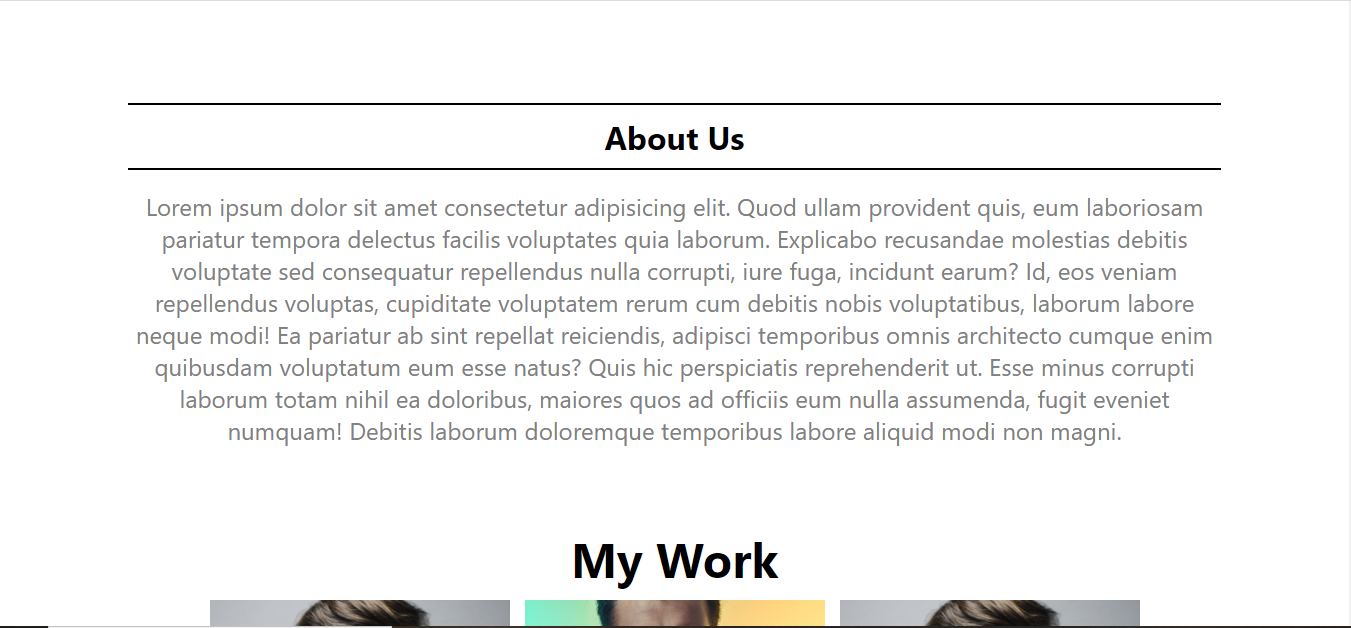 About Us
Lorem ipsum dolor sit amet consectetur adipisicing elit. Quod ullam provident quis, eum laboriosam
pariatur tempora delectus facilis voluptates quia laborum. Explicabo recusandae molestias debitis
voluptate sed consequatur repellendus nulla corrupti, iure fuga, incidunt earum? Id, eos veniam
repellendus voluptas, cupiditate voluptatem rerum cum debitis nobis voluptatibus, laborum labore
neque modi! Ea pariatur ab sint repellat reiciendis, adipisci temporibus omnis architecto cumque enim
quibusdam voluptatum eum esse natus? Quis hic perspiciatis reprehenderit ut. Esse minus corrupti
laborum totam nihil ea doloribus, maiores quos ad officiis eum nulla assumenda, fugit eveniet
numquam! Debitis laborum doloremque temporibus labore aliquid modi non magni.
My Work